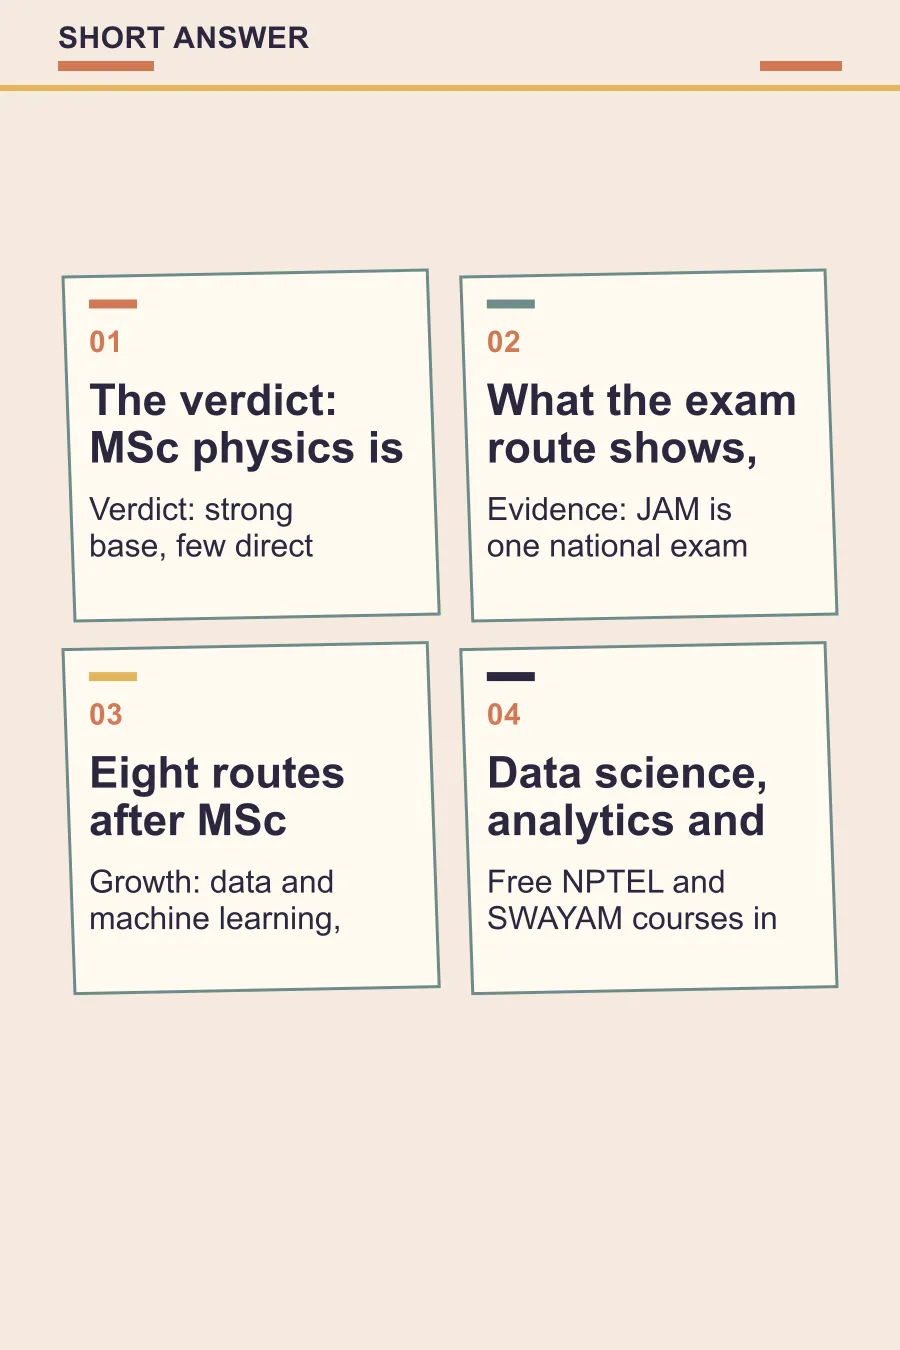 SHORT ANSWER
01
The verdict:
MSc physics is
Verdict: strong
base, few direct
02
What the exam
route shows,
Evidence: JAM is
one national exam
03
Eight routes
after MSc
Growth: data and
machine learning,
04
Data science,
analytics and
Free NPTEL and
SWAYAM courses in